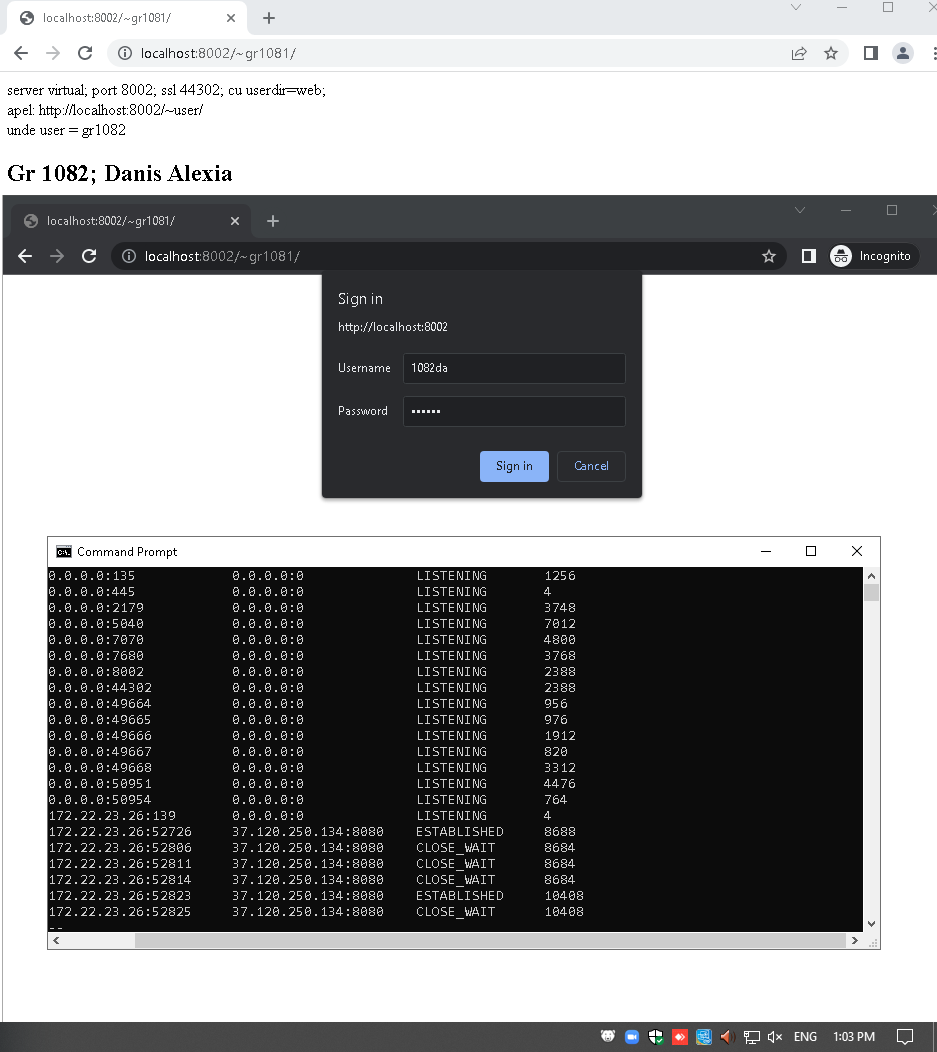 localhost:8002/~gr1081/
localhost:8002/~gr1081/
server virtual; port 8002; ssl 44302; cu userdir=web;
apel: http://localhost:8002/~user/
unde user = gr1082
Gr 1082; Danis Alexia
localhost:8002/~gr1081/
localhost:8002/~gr1081/
Incognito
Sign in
http://localhost:8002
Username 1082da
Password ••••••
Sign in Cancel
Command Prompt
0.0.0.0:135 0.0.0.0:0 LISTENING 1256
0.0.0.0:445 0.0.0.0:0 LISTENING 4
0.0.0.0:2179 0.0.0.0:0 LISTENING 3748
0.0.0.0:5040 0.0.0.0:0 LISTENING 7012
0.0.0.0:7070 0.0.0.0:0 LISTENING 4800
0.0.0.0:7680 0.0.0.0:0 LISTENING 3768
0.0.0.0:8002 0.0.0.0:0 LISTENING 2388
0.0.0.0:44302 0.0.0.0:0 LISTENING 2388
0.0.0.0:49664 0.0.0.0:0 LISTENING 956
0.0.0.0:49665 0.0.0.0:0 LISTENING 976
0.0.0.0:49666 0.0.0.0:0 LISTENING 1912
0.0.0.0:49667 0.0.0.0:0 LISTENING 820
0.0.0.0:49668 0.0.0.0:0 LISTENING 3312
0.0.0.0:50951 0.0.0.0:0 LISTENING 4476
0.0.0.0:50954 0.0.0.0:0 LISTENING 764
172.22.23.26:139 0.0.0.0:0 LISTENING 4
172.22.23.26:52726 37.120.250.134:8080 ESTABLISHED 8688
172.22.23.26:52806 37.120.250.134:8080 CLOSE_WAIT 8684
172.22.23.26:52811 37.120.250.134:8080 CLOSE_WAIT 8684
172.22.23.26:52814 37.120.250.134:8080 CLOSE_WAIT 8684
172.22.23.26:52823 37.120.250.134:8080 ESTABLISHED 10408
172.22.23.26:52825 37.120.250.134:8080 CLOSE_WAIT 10408
--
ENG 1:03 PM